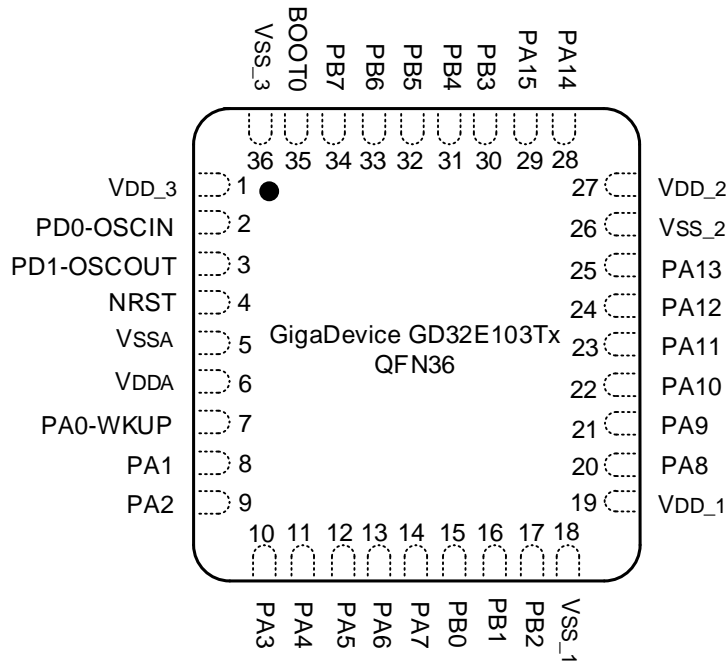 VSS_3
BOOT0
PB7
PB6
PB5
PB4
PB3
PA15
PA14
36 35 34 33 32 31 30 29 28
VDD_3 1
PD0-OSCIN 2
PD1-OSCOUT 3
NRST 4
VSSA 5
VDDA 6
PA0-WKUP 7
PA1 8
PA2 9
GigaDevice GD32E103Tx
QFN36
27 VDD_2
26 VSS_2
25 PA13
24 PA12
23 PA11
22 PA10
21 PA9
20 PA8
19 VDD_1
10 11 12 13 14 15 16 17 18
PA3
PA4
PA5
PA6
PA7
PB0
PB1
PB2
VSS_1